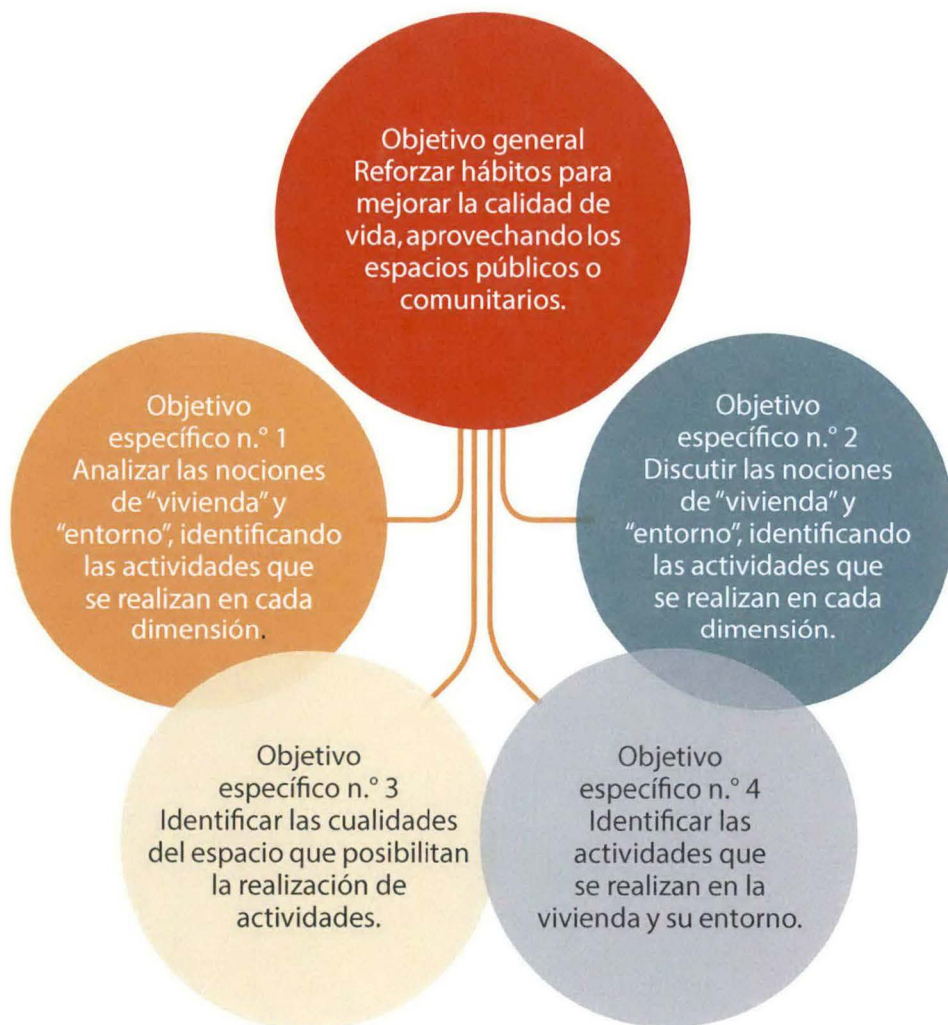 Objetivo general
Reforzar hábitos para
mejorar la calidad de
vida, aprovechando los
espacios públicos o
comunitarios.
Objetivo
específico n.° 1
Analizar las nociones
de “vivienda” y
“entorno”, identificando
las actividades que
se realizan en cada
dimensión.
Objetivo
específico n.° 2
Discutir las nociones
de “vivienda” y
“entorno”, identificando
las actividades que
se realizan en cada
dimensión.
Objetivo
específico n.° 3
Identificar las cualidades
del espacio que posibilitan
la realización de
actividades.
Objetivo
específico n.° 4
Identificar las
actividades que
se realizan en la
vivienda y su entorno.